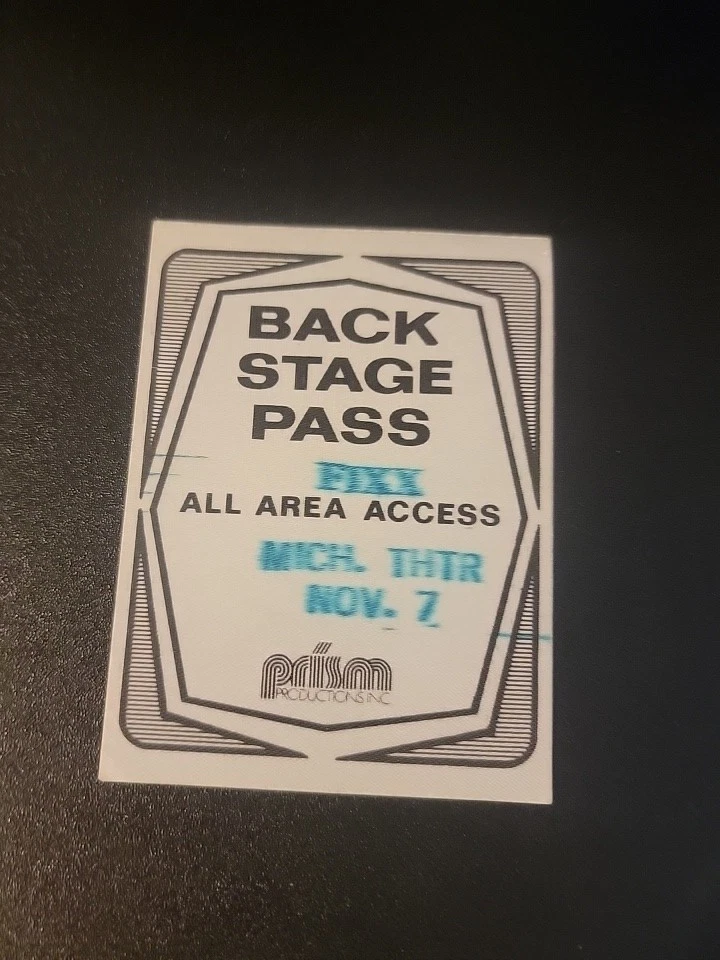 BACK
STAGE
PASS
FIXX
ALL AREA ACCESS
MICH. THTR
NOV. 7
prism
PRODUCTIONS INC